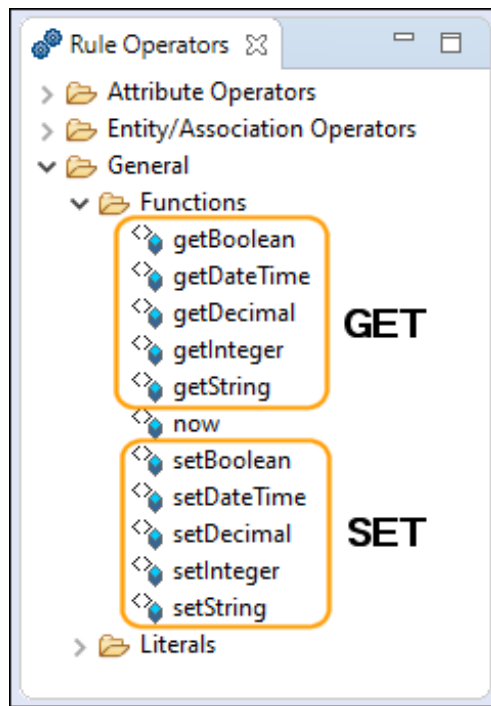 Rule Operators
Attribute Operators
Entity/Association Operators
General
Functions
getBoolean
getDateTime
getDecimal
GET
getInteger
getString
now
setBoolean
setDateTime
setDecimal
SET
setInteger
setString
Literals